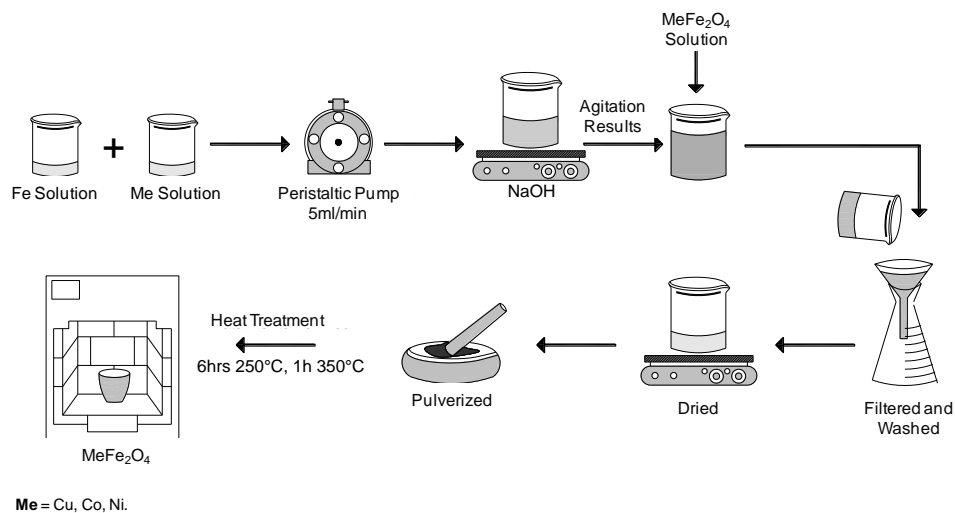 MeFe₂O₄
Solution
Agitation
Results
Fe Solution
+
Me Solution
Peristaltic Pump
5ml/min
NaOH
Heat Treatment
6hrs 250°C, 1h 350°C
Pulverized
Dried
Filtered and
Washed
MeFe₂O₄
Me = Cu, Co, Ni.